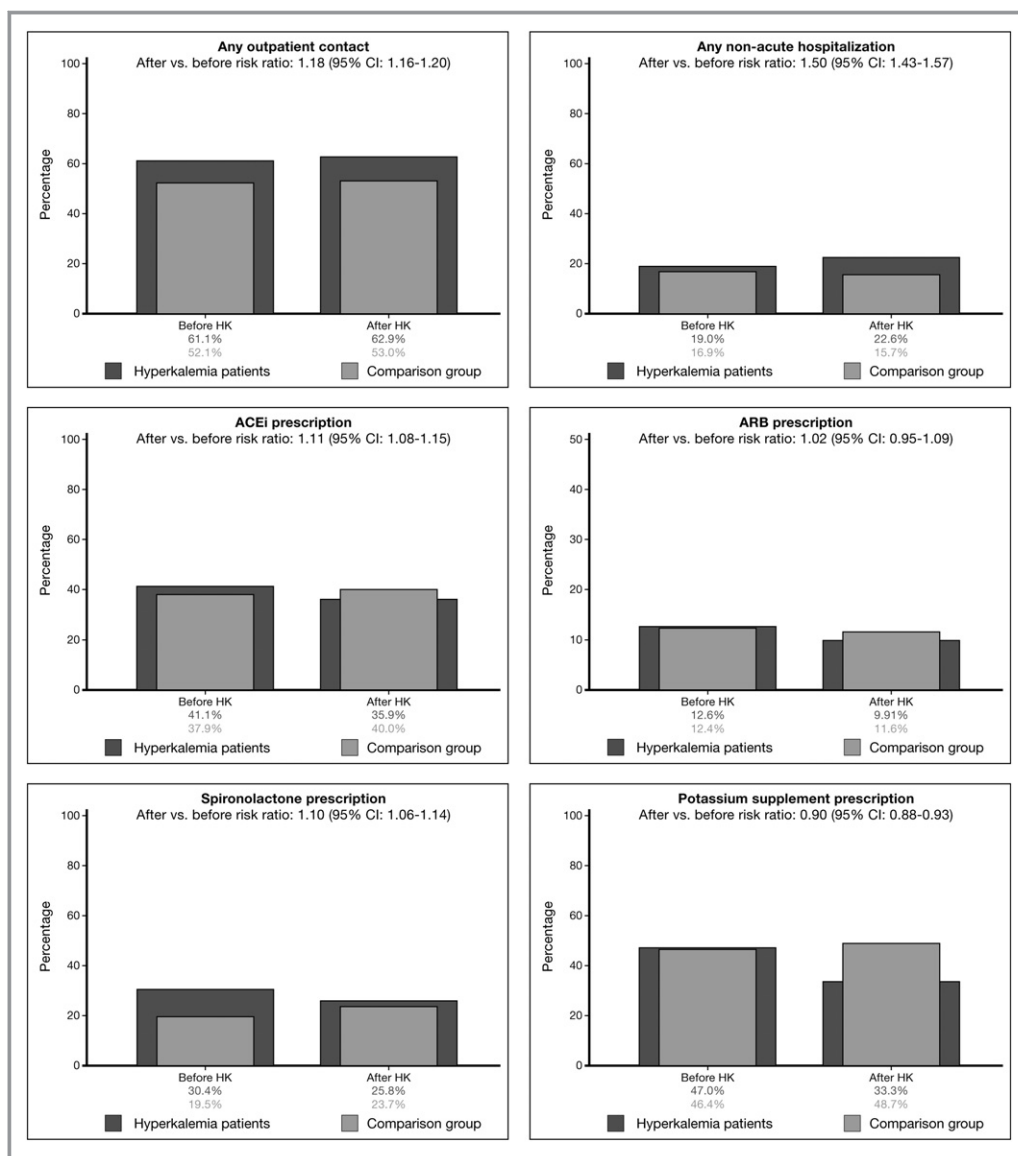 Any outpatient contact
After vs. before risk ratio: 1.18 (95% CI: 1.16-1.20)
100
80
60
40
20
0
Percentage
Before HK
After HK
61.1%
62.9%
52.1%
53.0%
Hyperkalemia patients
Comparison group
Any non-acute hospitalization
After vs. before risk ratio: 1.50 (95% CI: 1.43-1.57)
100
80
60
40
20
0
Percentage
Before HK
After HK
19.0%
22.6%
16.9%
15.7%
Hyperkalemia patients
Comparison group
ACEi prescription
After vs. before risk ratio: 1.11 (95% CI: 1.08-1.15)
100
80
60
40
20
0
Percentage
Before HK
After HK
41.1%
35.9%
37.9%
40.0%
Hyperkalemia patients
Comparison group
ARB prescription
After vs. before risk ratio: 1.02 (95% CI: 0.95-1.09)
50
40
30
20
10
0
Percentage
Before HK
After HK
12.6%
9.91%
12.4%
11.6%
Hyperkalemia patients
Comparison group
Spironolactone prescription
After vs. before risk ratio: 1.10 (95% CI: 1.06-1.14)
100
80
60
40
20
0
Percentage
Before HK
After HK
30.4%
25.8%
19.5%
23.7%
Hyperkalemia patients
Comparison group
Potassium supplement prescription
After vs. before risk ratio: 0.90 (95% CI: 0.88-0.93)
100
80
60
40
20
0
Percentage
Before HK
After HK
47.0%
33.3%
46.4%
48.7%
Hyperkalemia patients
Comparison group